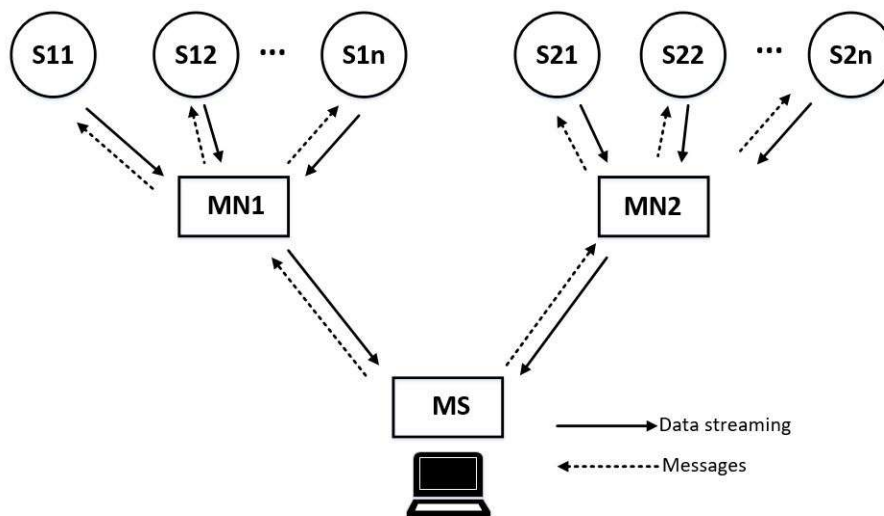 S11 S12 ... S1n S21 S22 ... S2n
MN1 MN2
MS
Data streaming
Messages